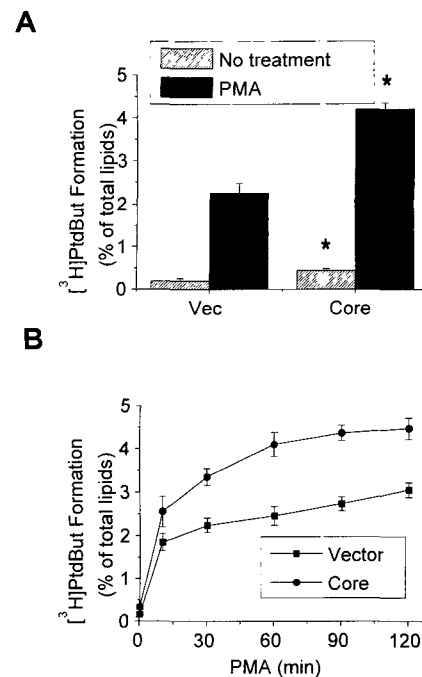 A
No treatment
PMA
*
*
[³H]PtdBut Formation
(% of total lipids)
5
4
3
2
1
0
Vec
Core
B
[³H]PtdBut Formation
(% of total lipids)
5
4
3
2
1
0
Vector
Core
0
30
60
90
120
PMA (min)